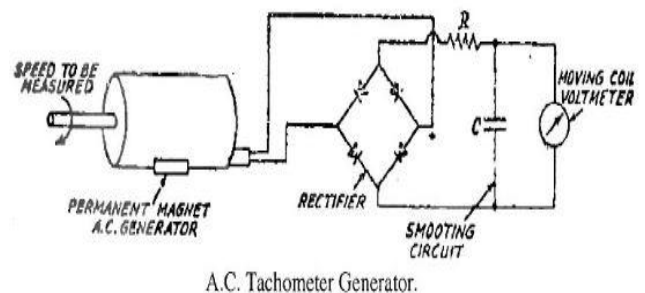 R
SPEED TO BE
MEASURED
MOVING COIL
VOLTMETER
C
+
RECTIFIER
PERMANENT MAGNET
A.C. GENERATOR
SMOOTING
CIRCUIT
A.C. Tachometer Generator.